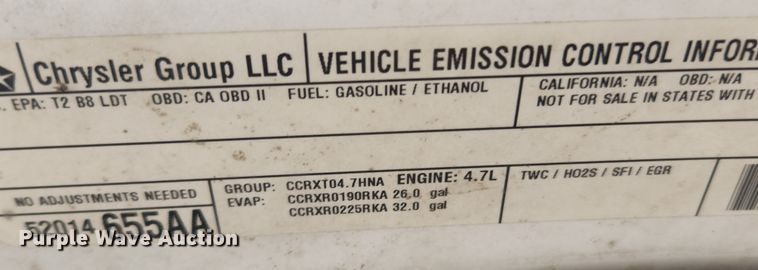 Chrysler Group LLC
VEHICLE EMISSION CONTROL INFOR
. EPA: T2 B8 LDT OBD: CA OBD II FUEL: GASOLINE / ETHANOL
CALIFORNIA: N/A OBD: N/A
NOT FOR SALE IN STATES WITH
NO ADJUSTMENTS NEEDED
52014 655AA
GROUP: CCRXT04.7HNA ENGINE: 4.7L
EVAP: CCRXR0190RKA 26.0 gal
CCRXR0225RKA 32.0 gal
TWC / HO2S / SFI / EGR
Purple Wave Auction